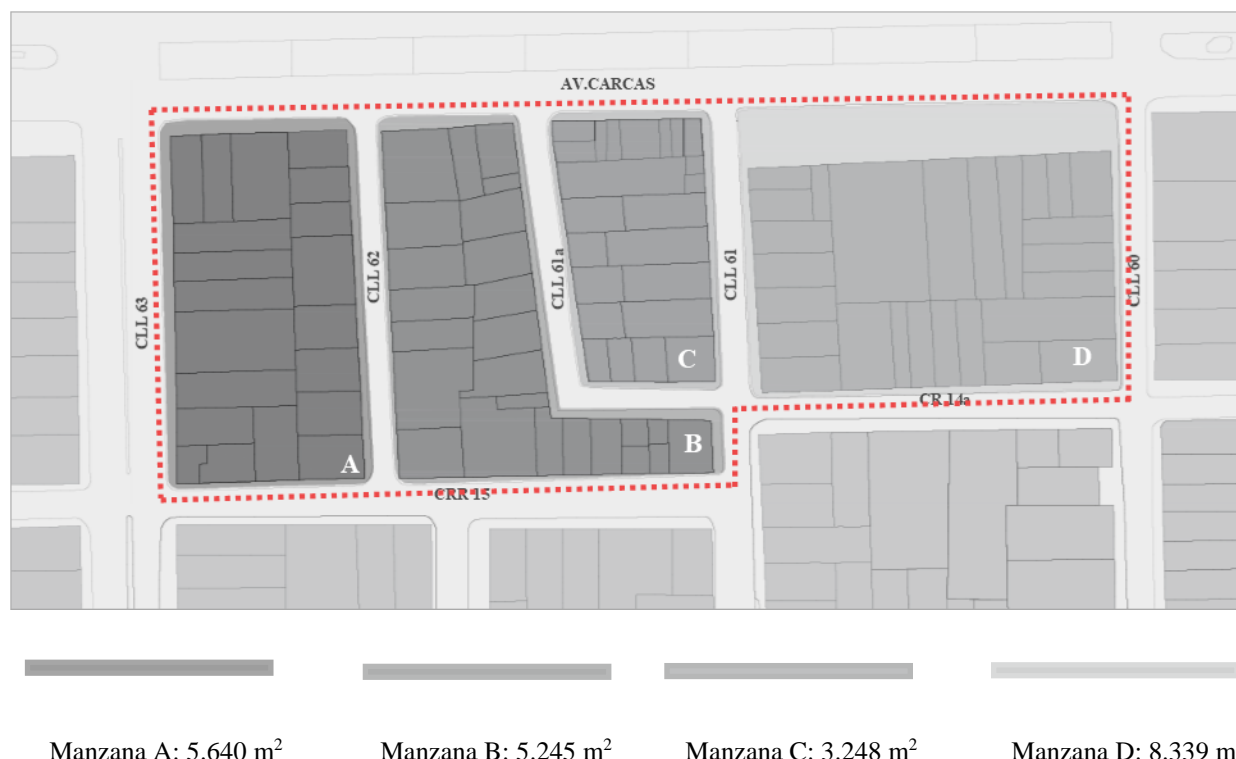 AV.CARCAS
CLL 63
CLL 62
CLL 61a
CLL 61
CLL 60
A
B
C
D
CR 14a
CRR 15
Manzana A: 5.640 m²
Manzana B: 5.245 m²
Manzana C: 3.248 m²
Manzana D: 8.339 m